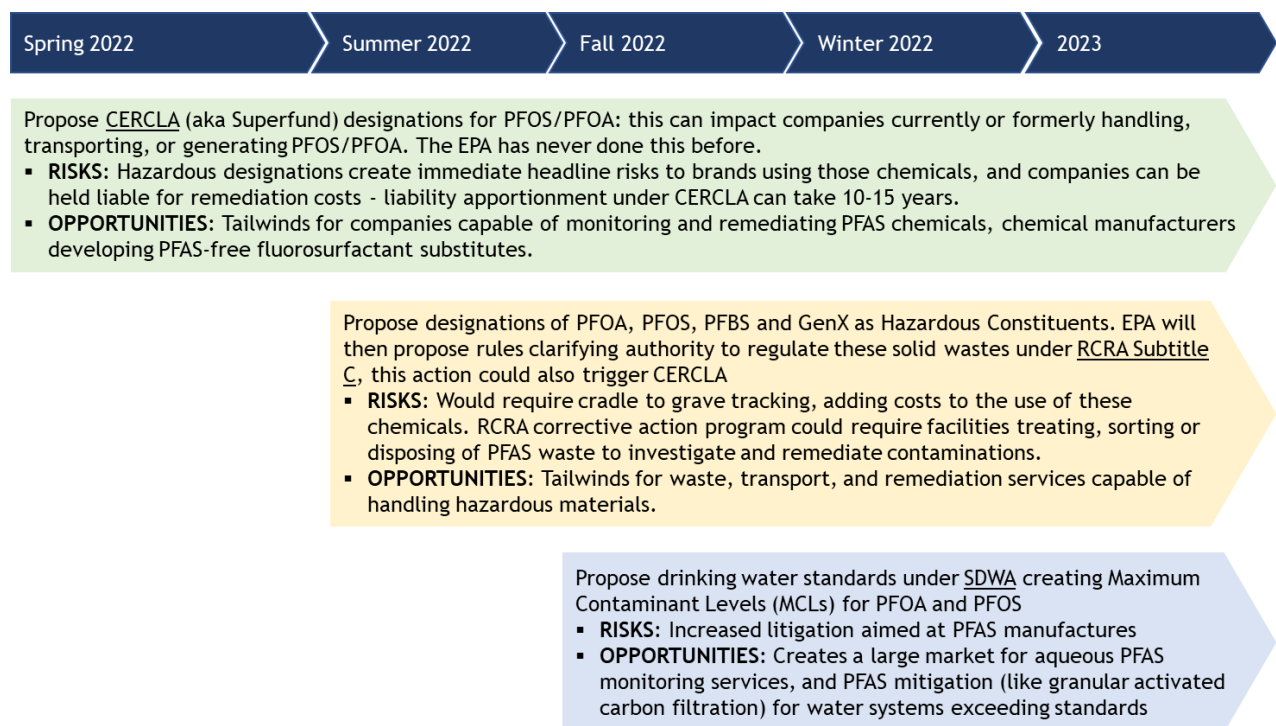 Spring 2022
Summer 2022
Fall 2022
Winter 2022
2023
Propose CERCLA (aka Superfund) designations for PFOS/PFOA: this can impact companies currently or formerly handling,
transporting, or generating PFOS/PFOA. The EPA has never done this before.
▪ RISKS: Hazardous designations create immediate headline risks to brands using those chemicals, and companies can be
held liable for remediation costs - liability apportionment under CERCLA can take 10-15 years.
▪ OPPORTUNITIES: Tailwinds for companies capable of monitoring and remediating PFAS chemicals, chemical manufacturers
developing PFAS-free fluorosurfactant substitutes.
Propose designations of PFOA, PFOS, PFBS and GenX as Hazardous Constituents. EPA will
then propose rules clarifying authority to regulate these solid wastes under RCRA Subtitle
C, this action could also trigger CERCLA
▪ RISKS: Would require cradle to grave tracking, adding costs to the use of these
chemicals. RCRA corrective action program could require facilities treating, sorting or
disposing of PFAS waste to investigate and remediate contaminations.
▪ OPPORTUNITIES: Tailwinds for waste, transport, and remediation services capable of
handling hazardous materials.
Propose drinking water standards under SDWA creating Maximum
Contaminant Levels (MCLs) for PFOA and PFOS
▪ RISKS: Increased litigation aimed at PFAS manufactures
▪ OPPORTUNITIES: Creates a large market for aqueous PFAS
monitoring services, and PFAS mitigation (like granular activated
carbon filtration) for water systems exceeding standards